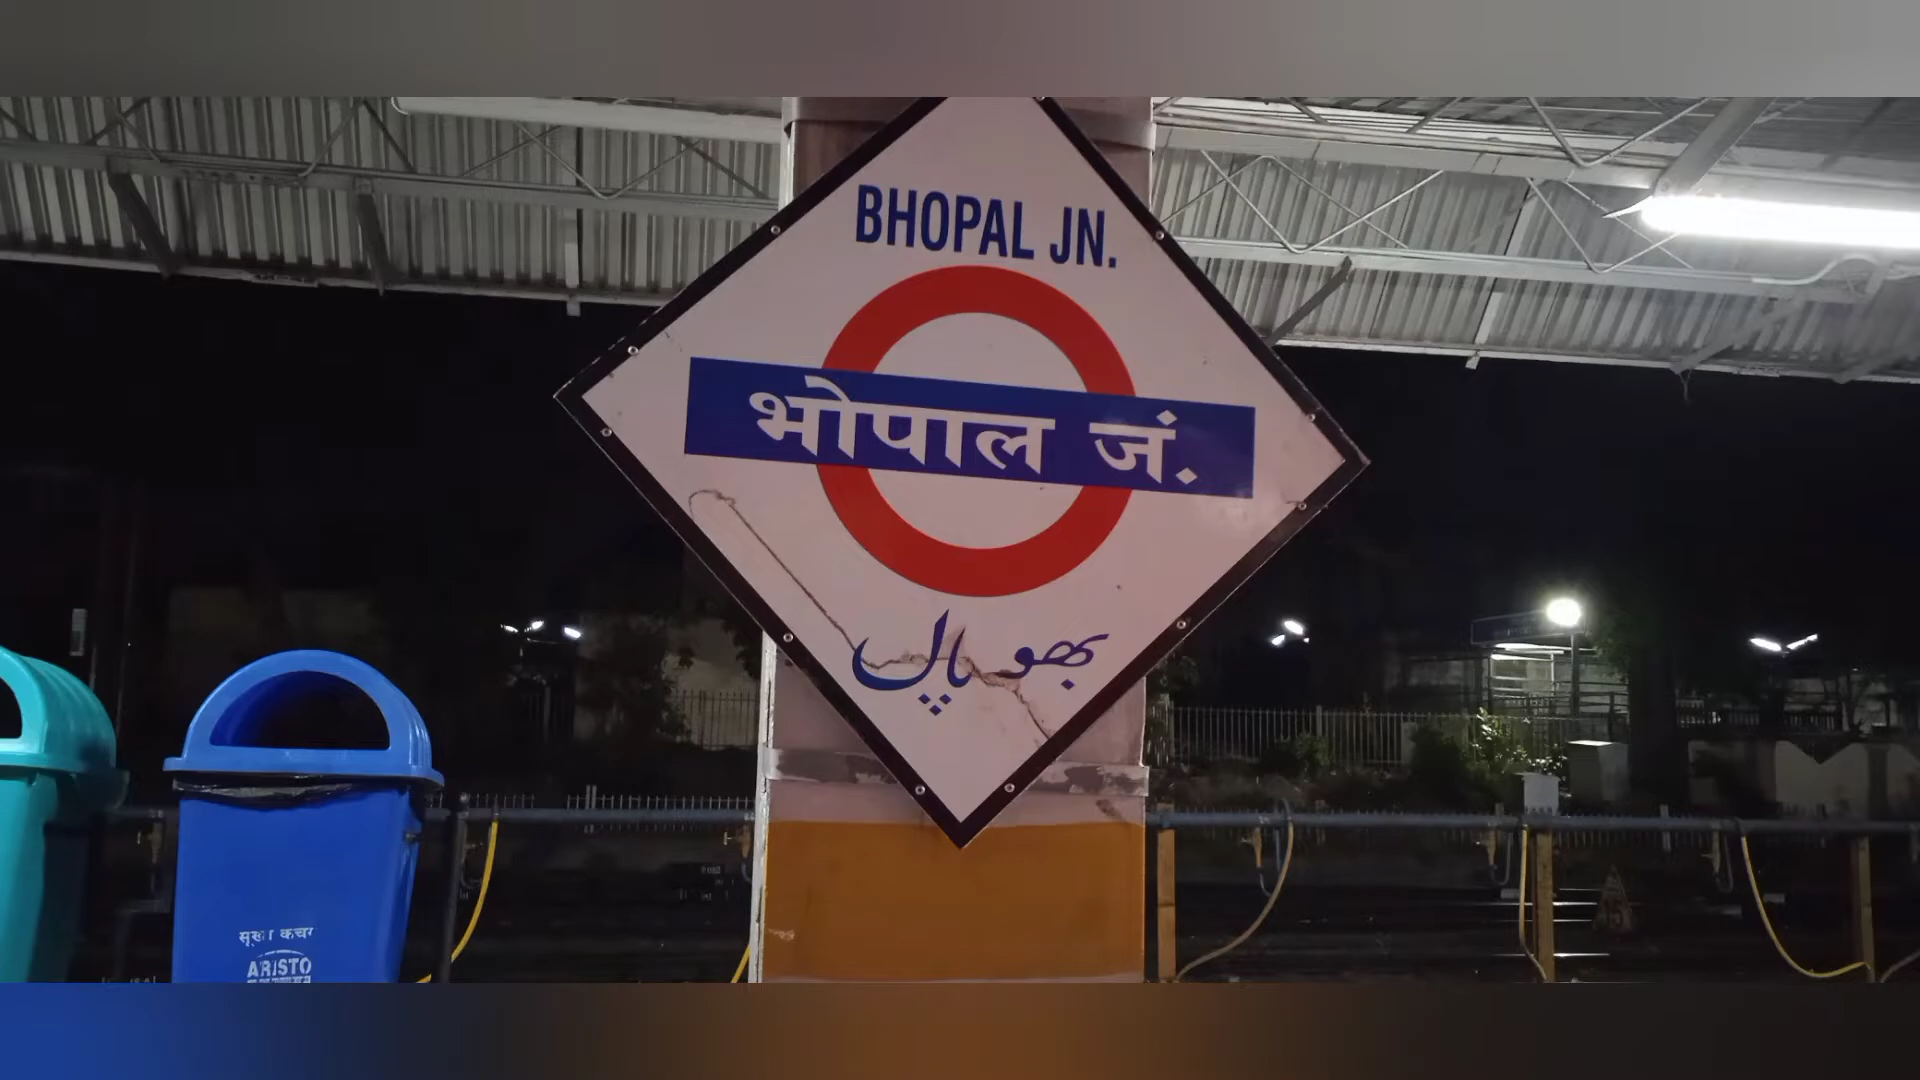 BHOPAL JN.
भोपाल जं.
بھوپال
सूखा कचरा
ARISTO